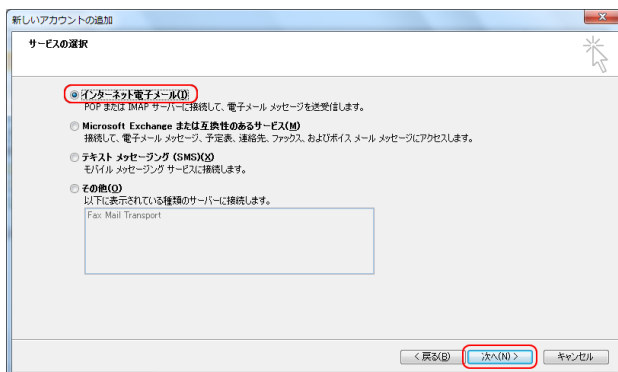 新しいアカウントの追加
サービスの選択
インターネット電子メール(I)
POP または IMAP サーバーに接続して、電子メール メッセージを送受信します。
Microsoft Exchange または互換性のあるサービス(M)
接続して、電子メール メッセージ、予定表、連絡先、ファックス、およびボイス メール メッセージにアクセスします。
テキスト メッセージング (SMS)(X)
モバイル メッセージング サービスに接続します。
その他(O)
以下に表示されている種類のサーバーに接続します。
Fax Mail Transport
< 戻る(B) 次へ(N) > キャンセル